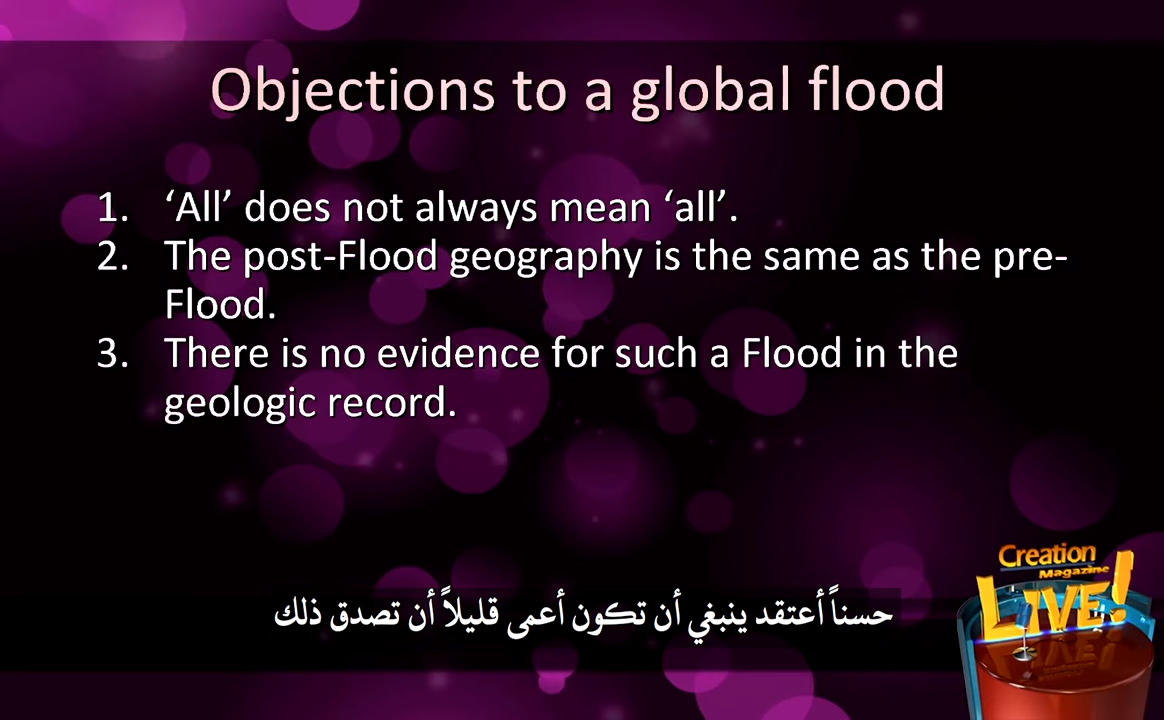 Objections to a global flood
1. ‘All’ does not always mean ‘all’.
2. The post-Flood geography is the same as the pre-
Flood.
3. There is no evidence for such a Flood in the
geologic record.
حسناً أعتقد ينبغي أن تكون أعمى قليلاً أن تصدق ذلك
Creation
Magazine
LIVE!